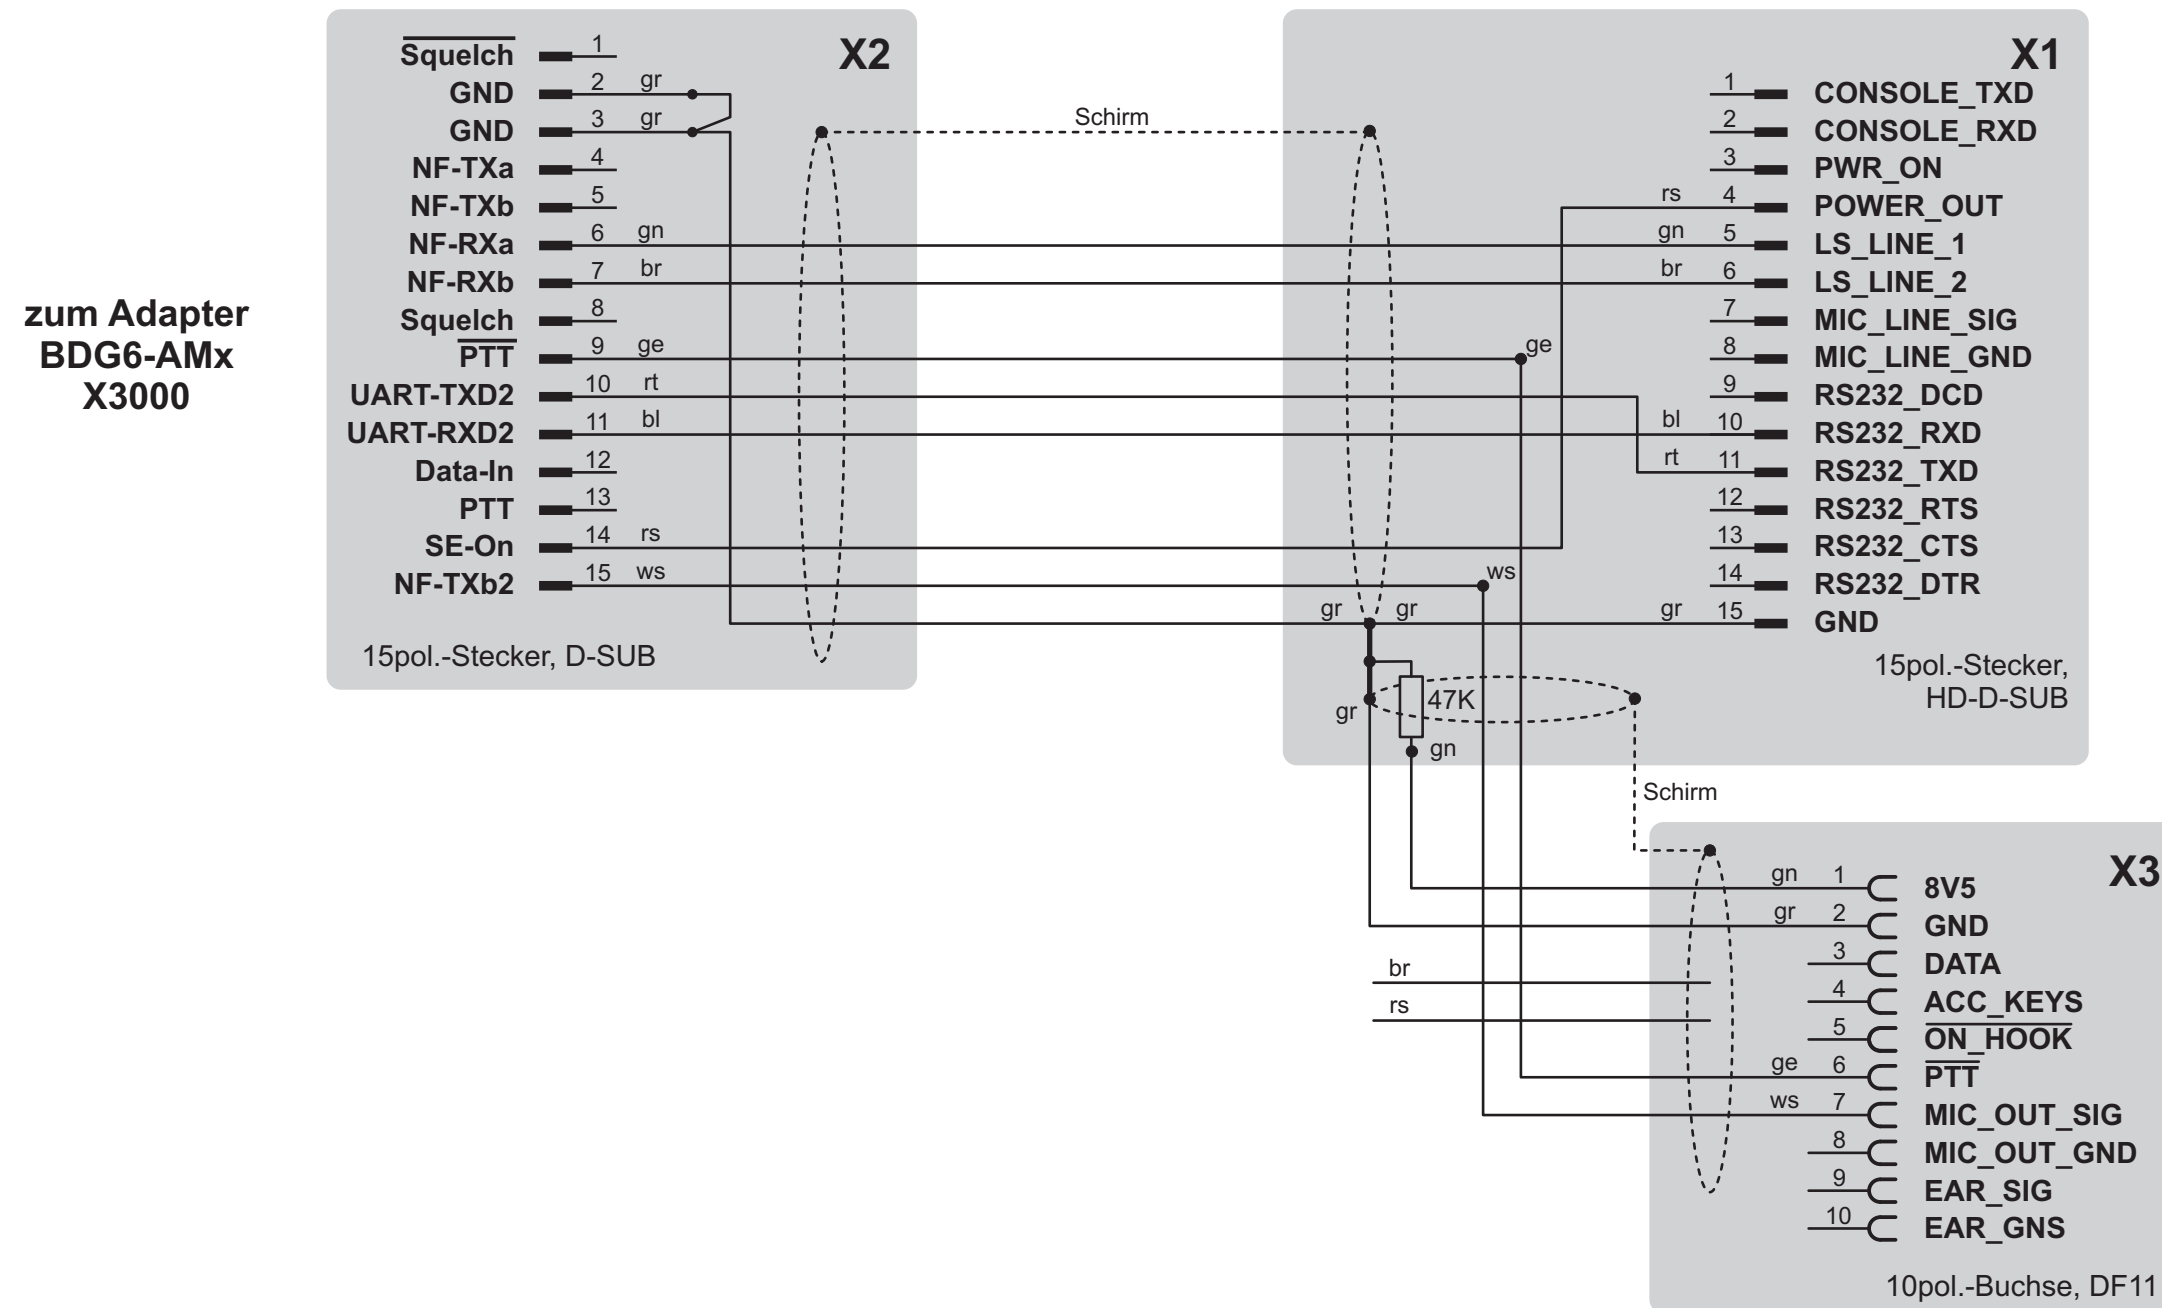 zum Adapter
BDG6-AMx
X3000
X2
Squelch 1
GND 2 gr
GND 3 gr
NF-TXa 4
NF-TXb 5
NF-RXa 6 gn
NF-RXb 7 br
Squelch 8
PTT 9 ge
UART-TXD2 10 rt
UART-RXD2 11 bl
Data-In 12
PTT 13
SE-On 14 rs
NF-TXb2 15 ws
15pol.-Stecker, D-SUB
Schirm
X1
1 CONSOLE_TXD
2 CONSOLE_RXD
3 PWR_ON
rs 4 POWER_OUT
gn 5 LS_LINE_1
br 6 LS_LINE_2
7 MIC_LINE_SIG
ge 8 MIC_LINE_GND
9 RS232_DCD
bl 10 RS232_RXD
rt 11 RS232_TXD
12 RS232_RTS
13 RS232_CTS
ws 14 RS232_DTR
gr gr gr 15 GND
15pol.-Stecker,
HD-D-SUB
gr 47K
gn
Schirm
X3
gn 1 8V5
gr 2 GND
3 DATA
br
4 ACC_KEYS
rs
5 ON_HOOK
ge 6 PTT
ws 7 MIC_OUT_SIG
8 MIC_OUT_GND
9 EAR_SIG
10 EAR_GNS
10pol.-Buchse, DF11